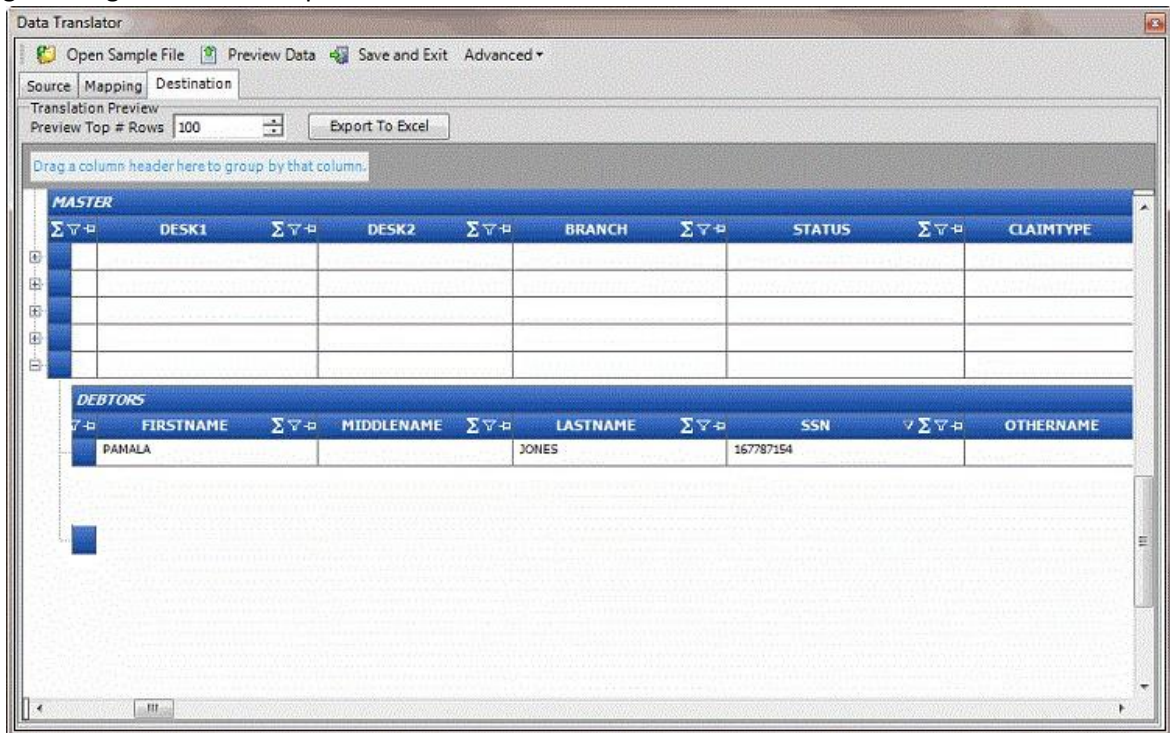 Data Translator
Open Sample File Preview Data Save and Exit Advanced
Source Mapping Destination
Translation Preview
Preview Top # Rows 100 Export To Excel
Drag a column header here to group by that column.
MASTER
DESK1 DESK2 BRANCH STATUS CLAIMTYPE
DEBTORS
FIRSTNAME MIDDLENAME LASTNAME SSN OTHERNAME
PAMALA JONES 167787154